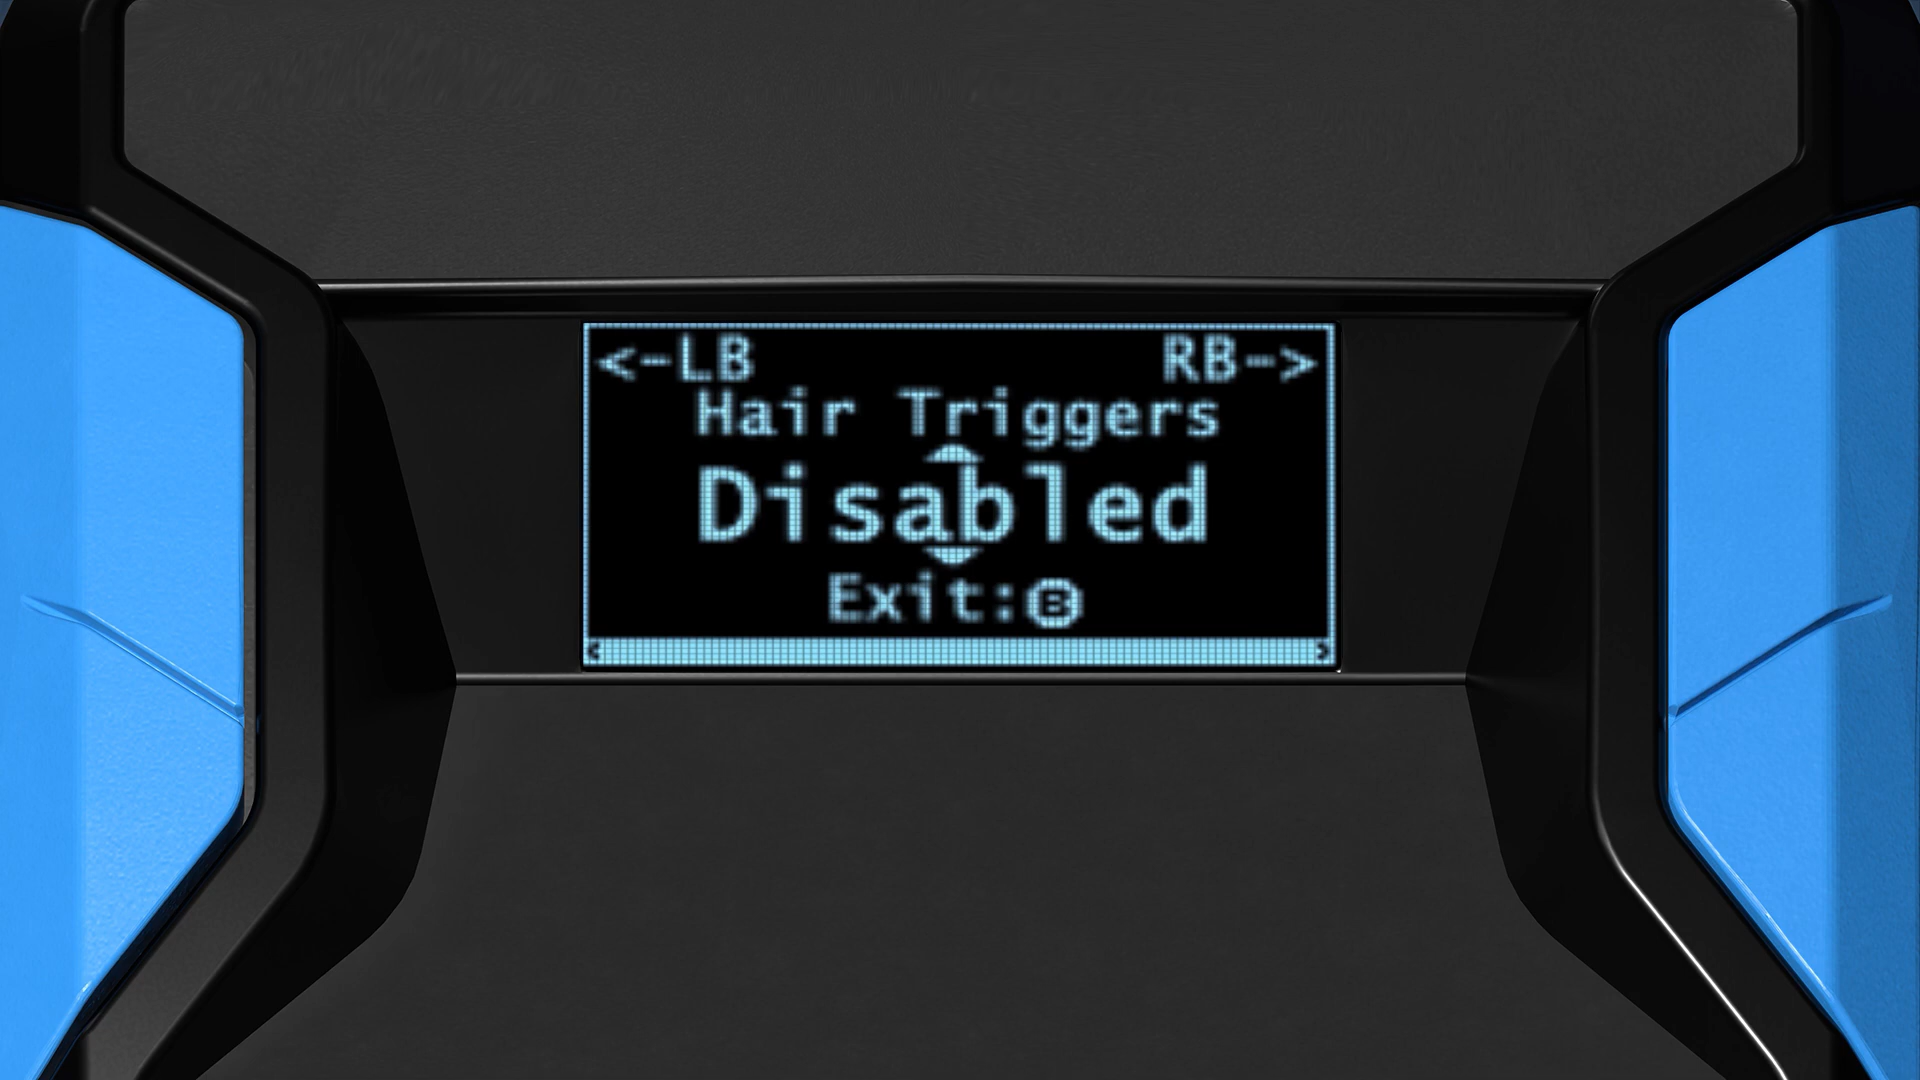 <-LB RB->
Hair Triggers
Disabled
Exit:Ⓑ
< >